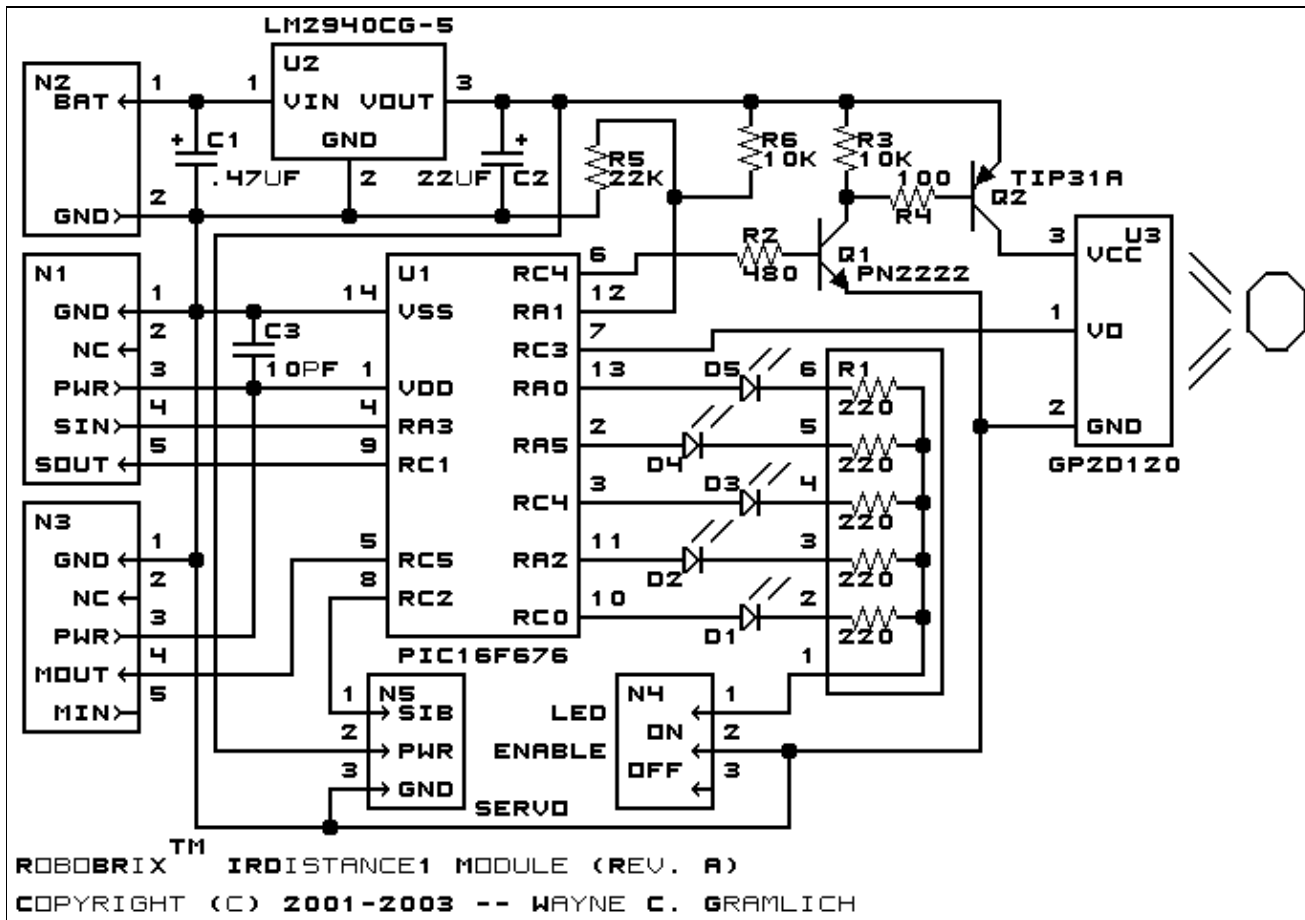 LM2940CG-5
N2
BAT
1
GND
2
U2
1
VIN
VOUT
3
GND
2
C1
+
.47UF
+
22UF
C2
R5
22K
R6
10K
R3
10K
100
R4
TIP31A
Q2
R2
480
Q1
PN2222
U3
3
VCC
1
VO
2
GND
GP2D120
N1
GND
1
NC
2
PWR
3
SIN
4
SOUT
5
C3
10PF
U1
14
VSS
1
VDD
4
RA3
9
RC1
5
RC5
8
RC2
RC4
6
RA1
12
RC3
7
RA0
13
RA5
2
RC4
3
RA2
11
RC0
10
PIC16F676
D5
D4
D3
D2
D1
6
R1
220
5
220
4
220
3
220
2
220
1
N3
GND
1
NC
2
PWR
3
MOUT
4
MIN
5
N5
1
SIB
2
PWR
3
GND
SERVO
LED
ENABLE
N4
1
ON
2
OFF
3
ROBOBRIX TM IRDISTANCE1 MODULE (REV. A)
COPYRIGHT (C) 2001-2003 -- WAYNE C. GRAMLICH